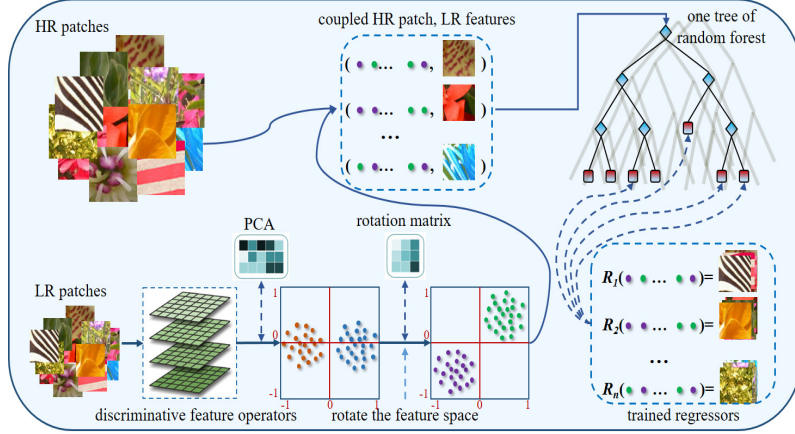 HR patches
coupled HR patch, LR features
one tree of
random forest
( ... , )
( ... , )
...
( ... , )
PCA
rotation matrix
LR patches
1
0
-1
-1 0 1
1
0
-1
-1 0 1
discriminative feature operators
rotate the feature space
R1( ... )=
R2( ... )=
...
Rn( ... )=
trained regressors